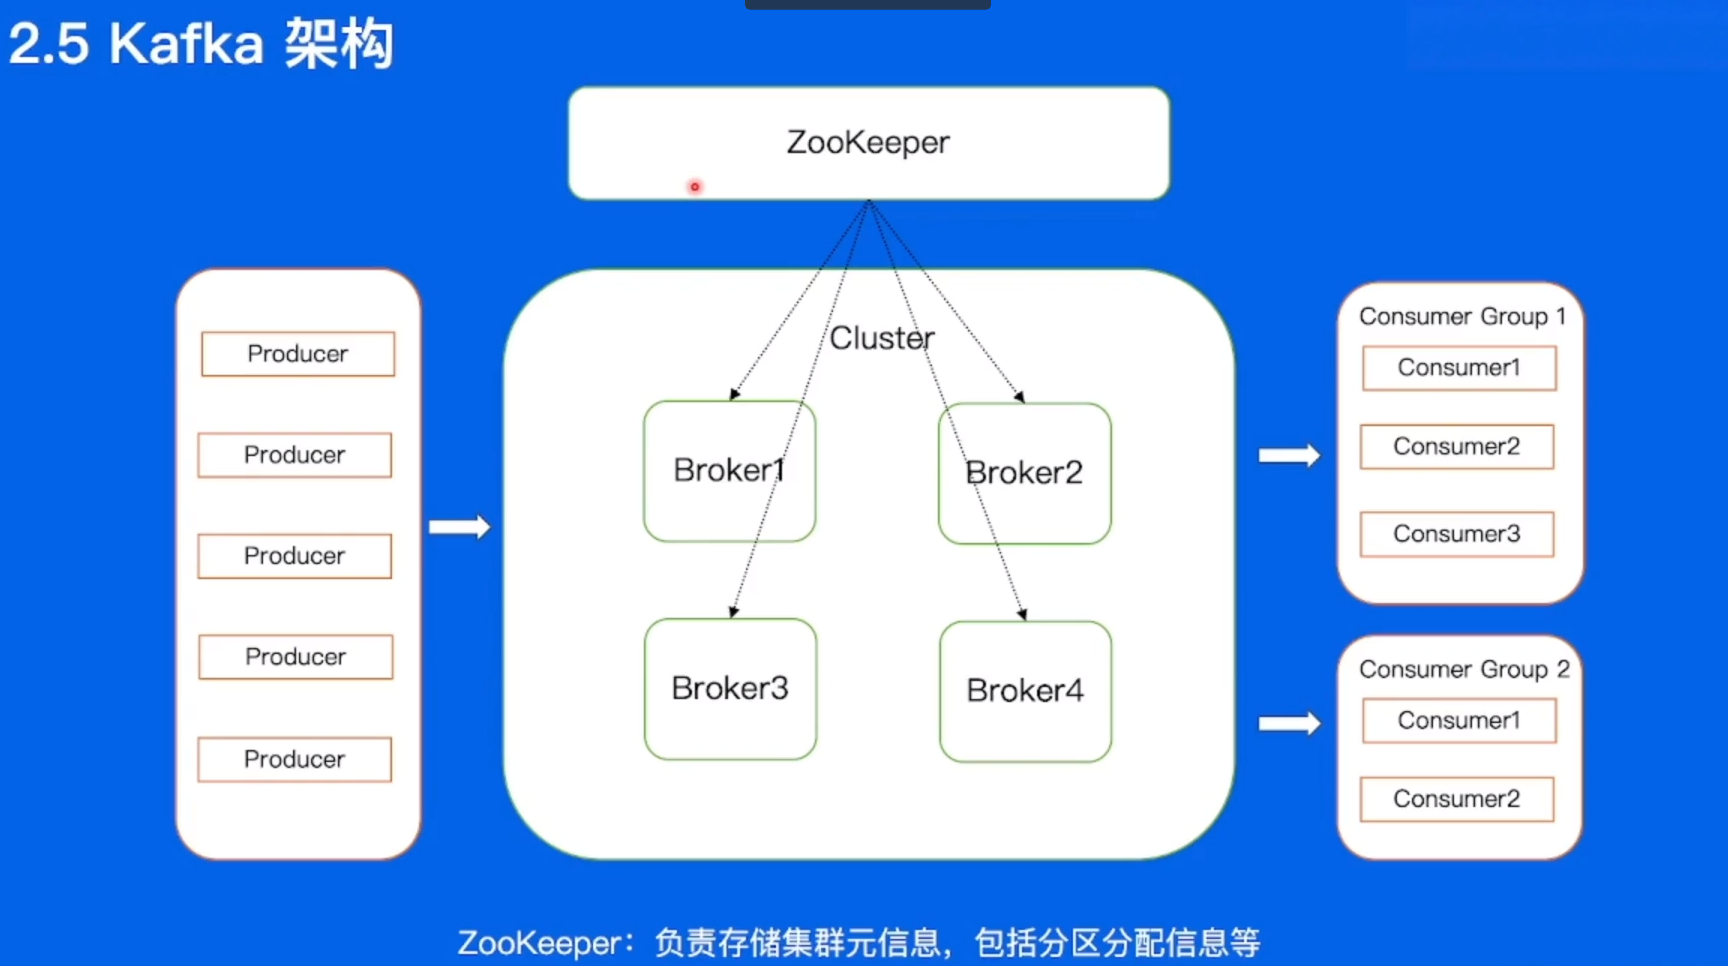 2.5 Kafka 架构
ZooKeeper
Cluster
Producer
Producer
Producer
Producer
Producer
Broker1
Broker2
Broker3
Broker4
Consumer Group 1
Consumer1
Consumer2
Consumer3
Consumer Group 2
Consumer1
Consumer2
ZooKeeper：负责存储集群元信息，包括分区分配信息等